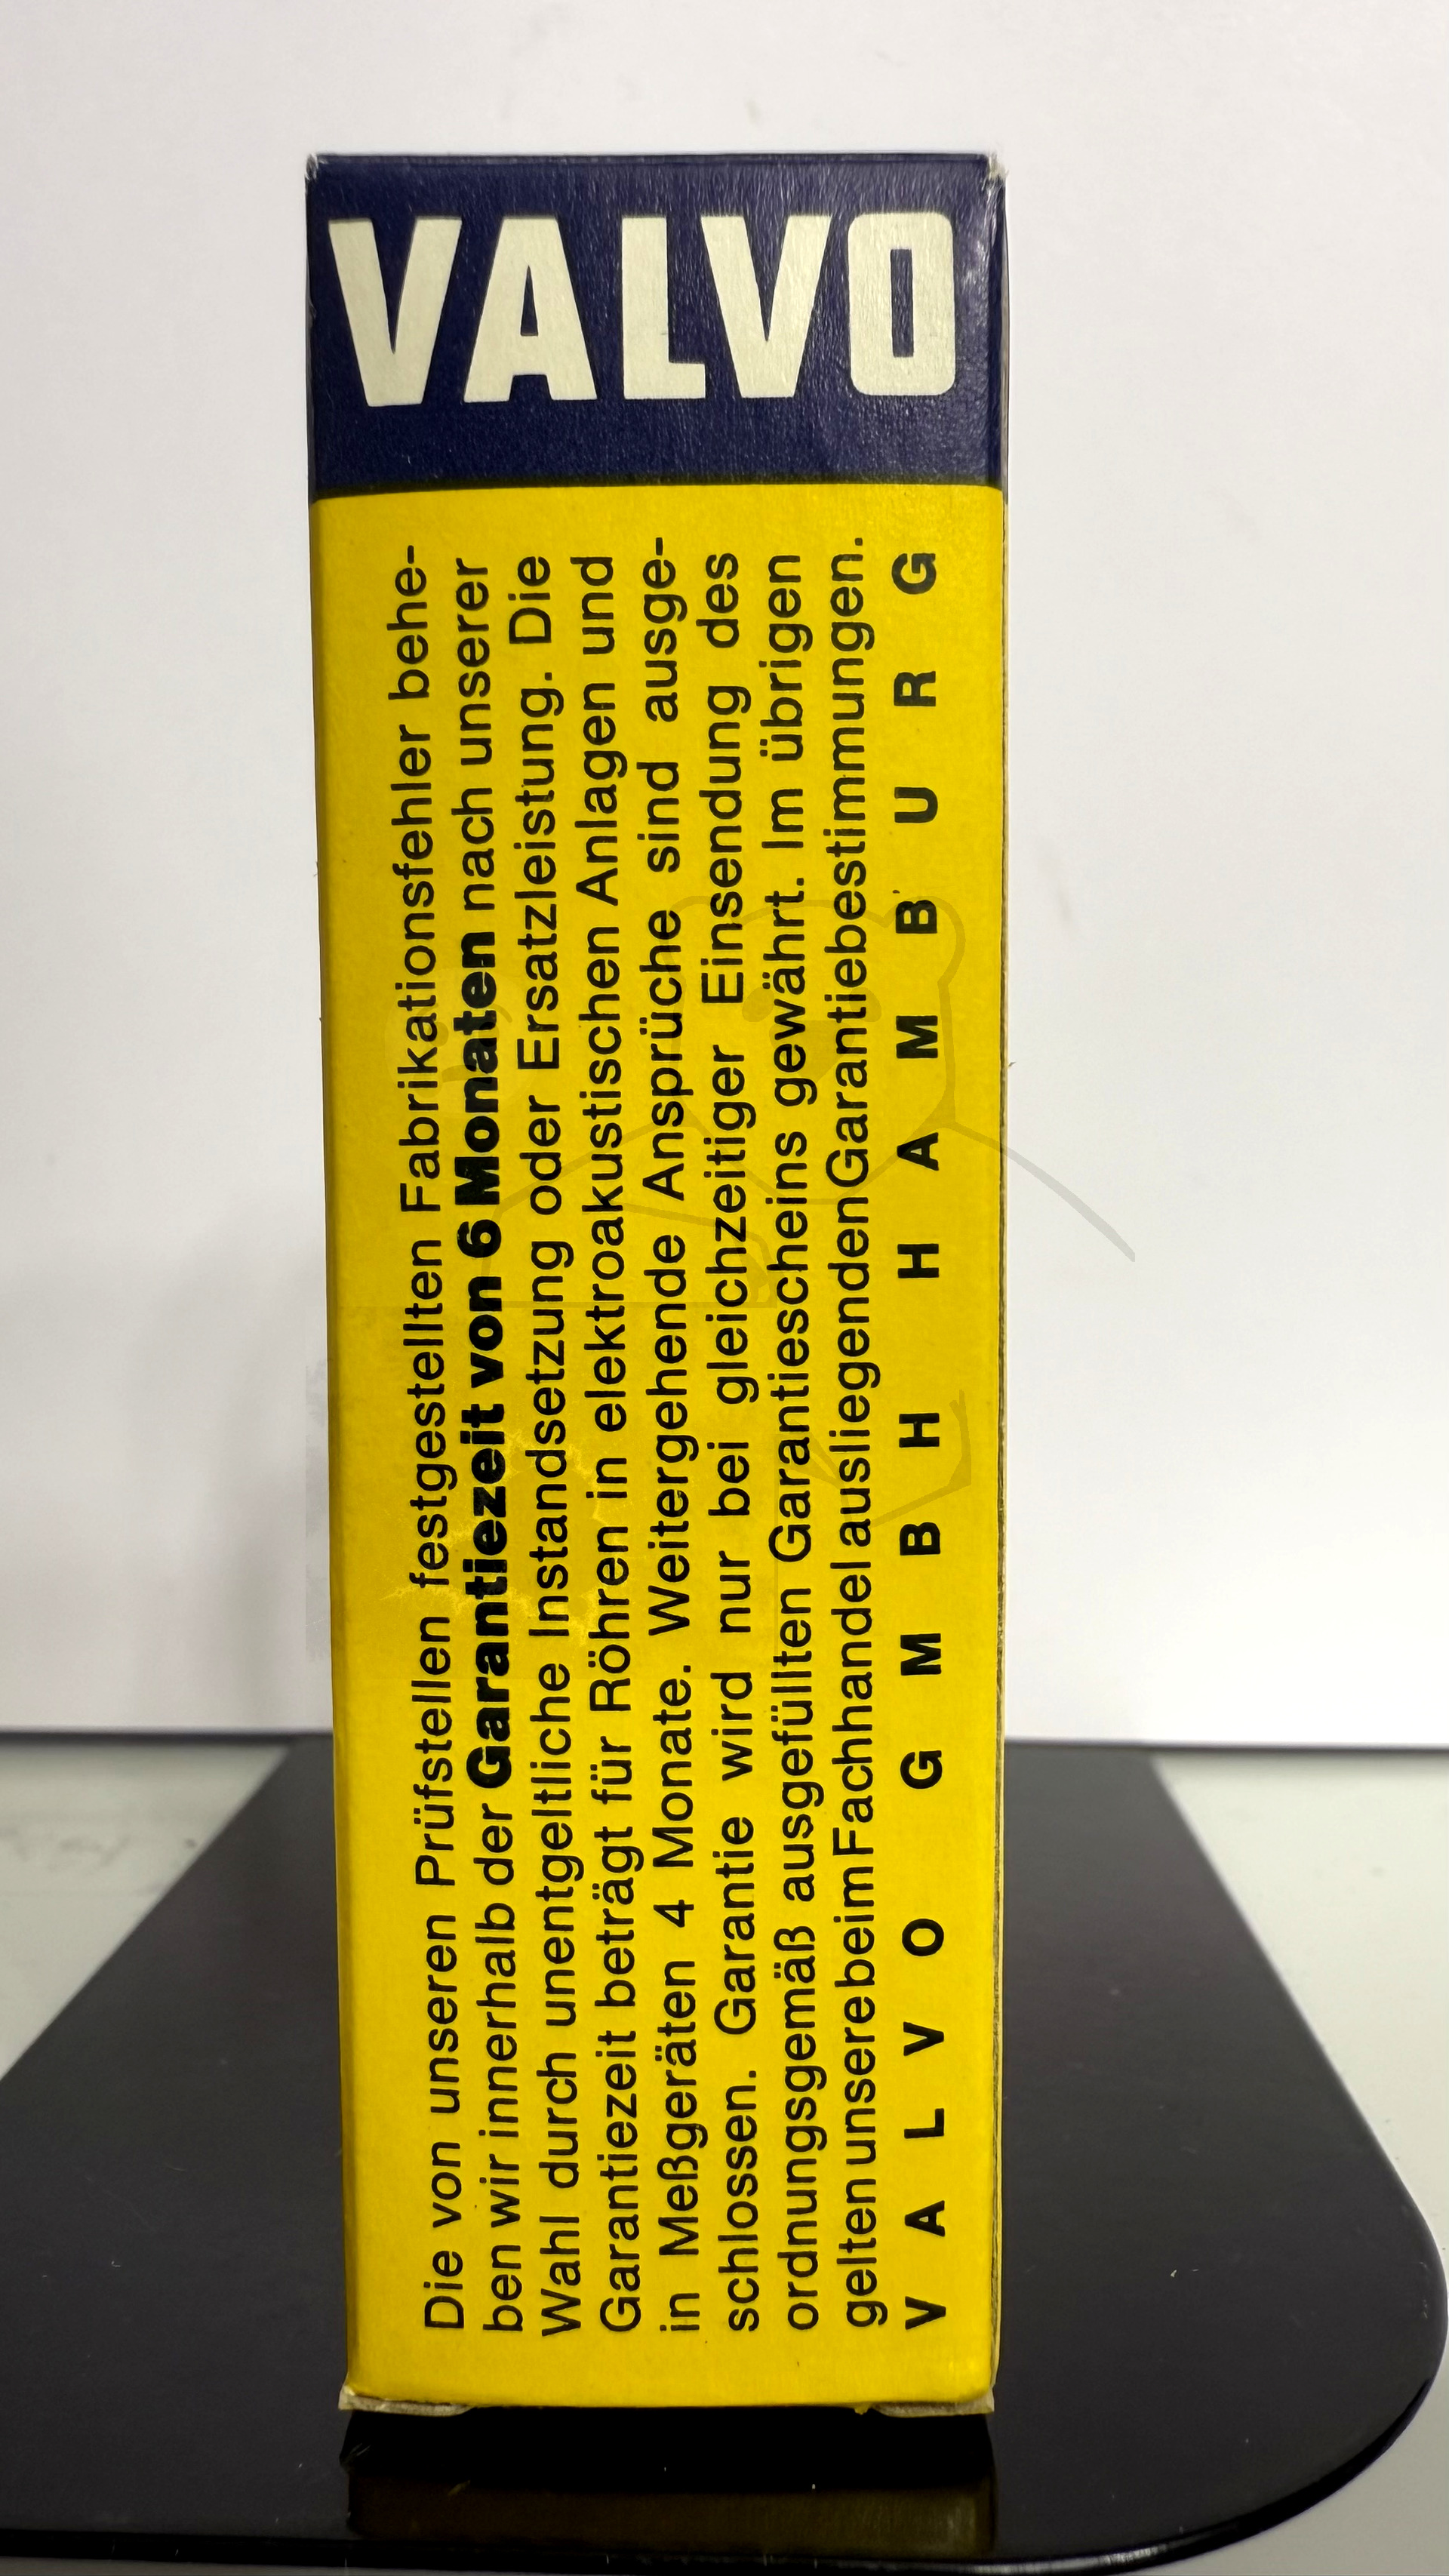 VALVO
Die von unseren Prüfstellen festgestellten Fabrikationsfehler behe-
ben wir innerhalb der Garantiezeit von 6 Monaten nach unserer
Wahl durch unentgeltliche Instandsetzung oder Ersatzleistung. Die
Garantiezeit beträgt für Röhren in elektroakustischen Anlagen und
in Meßgeräten 4 Monate. Weitergehende Ansprüche sind ausge-
schlossen. Garantie wird nur bei gleichzeitiger Einsendung des
ordnungsgemäß ausgefüllten Garantiescheins gewährt. Im übrigen
gelten unsere beim Fachhandel ausliegenden Garantiebestimmungen.
VALVO GMBH HAMBURG